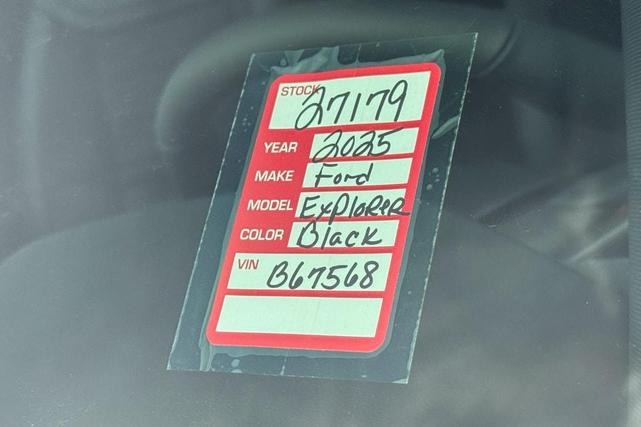 STOCK
27179
YEAR 2025
MAKE Ford
MODEL ExploReR
COLOR Black
VIN B67568